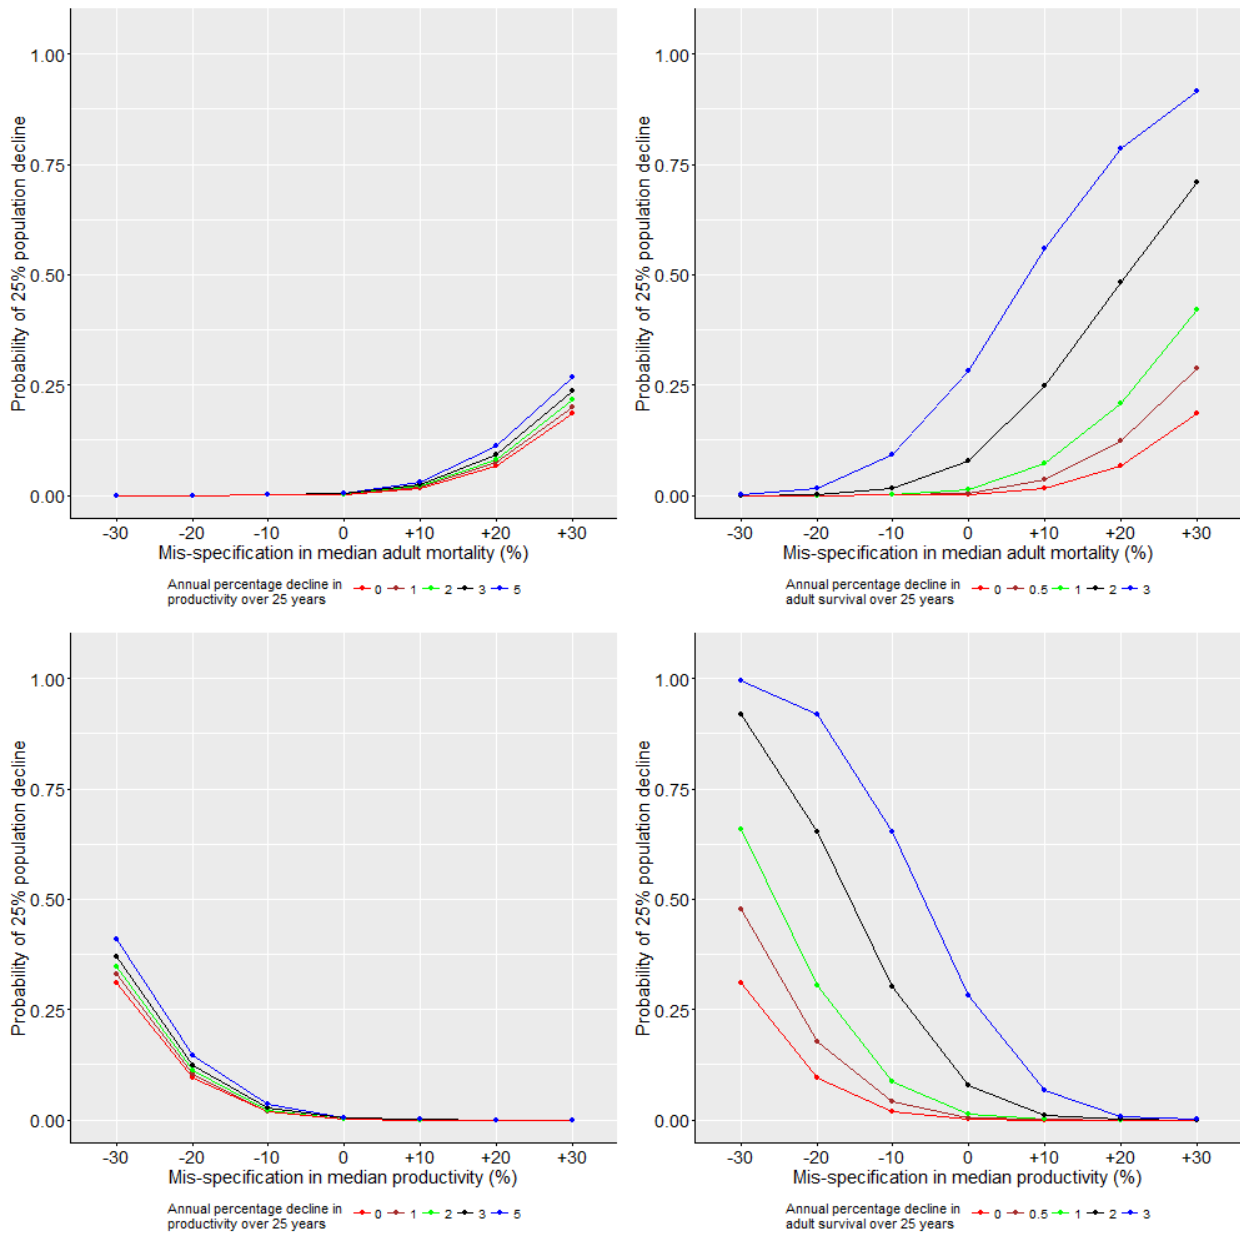 Probability of 25% population decline
1.00
0.75
0.50
0.25
0.00
-30 -20 -10 0 +10 +20 +30
Mis-specification in median adult mortality (%)
Annual percentage decline in
productivity over 25 years
0 1 2 3 5
Probability of 25% population decline
1.00
0.75
0.50
0.25
0.00
-30 -20 -10 0 +10 +20 +30
Mis-specification in median adult mortality (%)
Annual percentage decline in
adult survival over 25 years
0 0.5 1 2 3
Probability of 25% population decline
1.00
0.75
0.50
0.25
0.00
-30 -20 -10 0 +10 +20 +30
Mis-specification in median productivity (%)
Annual percentage decline in
productivity over 25 years
0 1 2 3 5
Probability of 25% population decline
1.00
0.75
0.50
0.25
0.00
-30 -20 -10 0 +10 +20 +30
Mis-specification in median productivity (%)
Annual percentage decline in
adult survival over 25 years
0 0.5 1 2 3